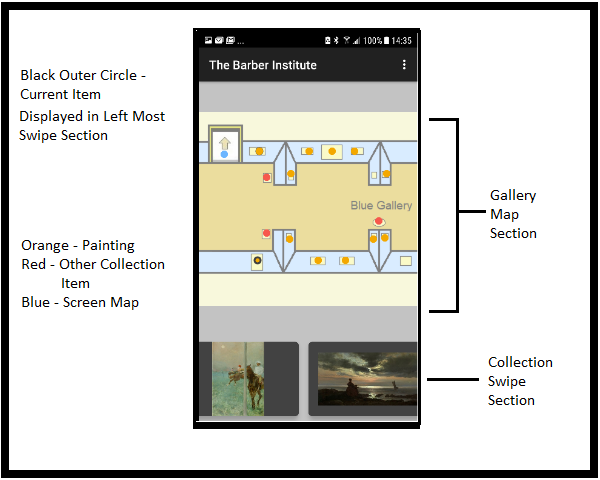 ... 100% 14:35
The Barber Institute
Black Outer Circle -
Current Item
Displayed in Left Most
Swipe Section
Blue Gallery
Gallery
Map
Section
Orange - Painting
Red - Other Collection
Item
Blue - Screen Map
Collection
Swipe
Section